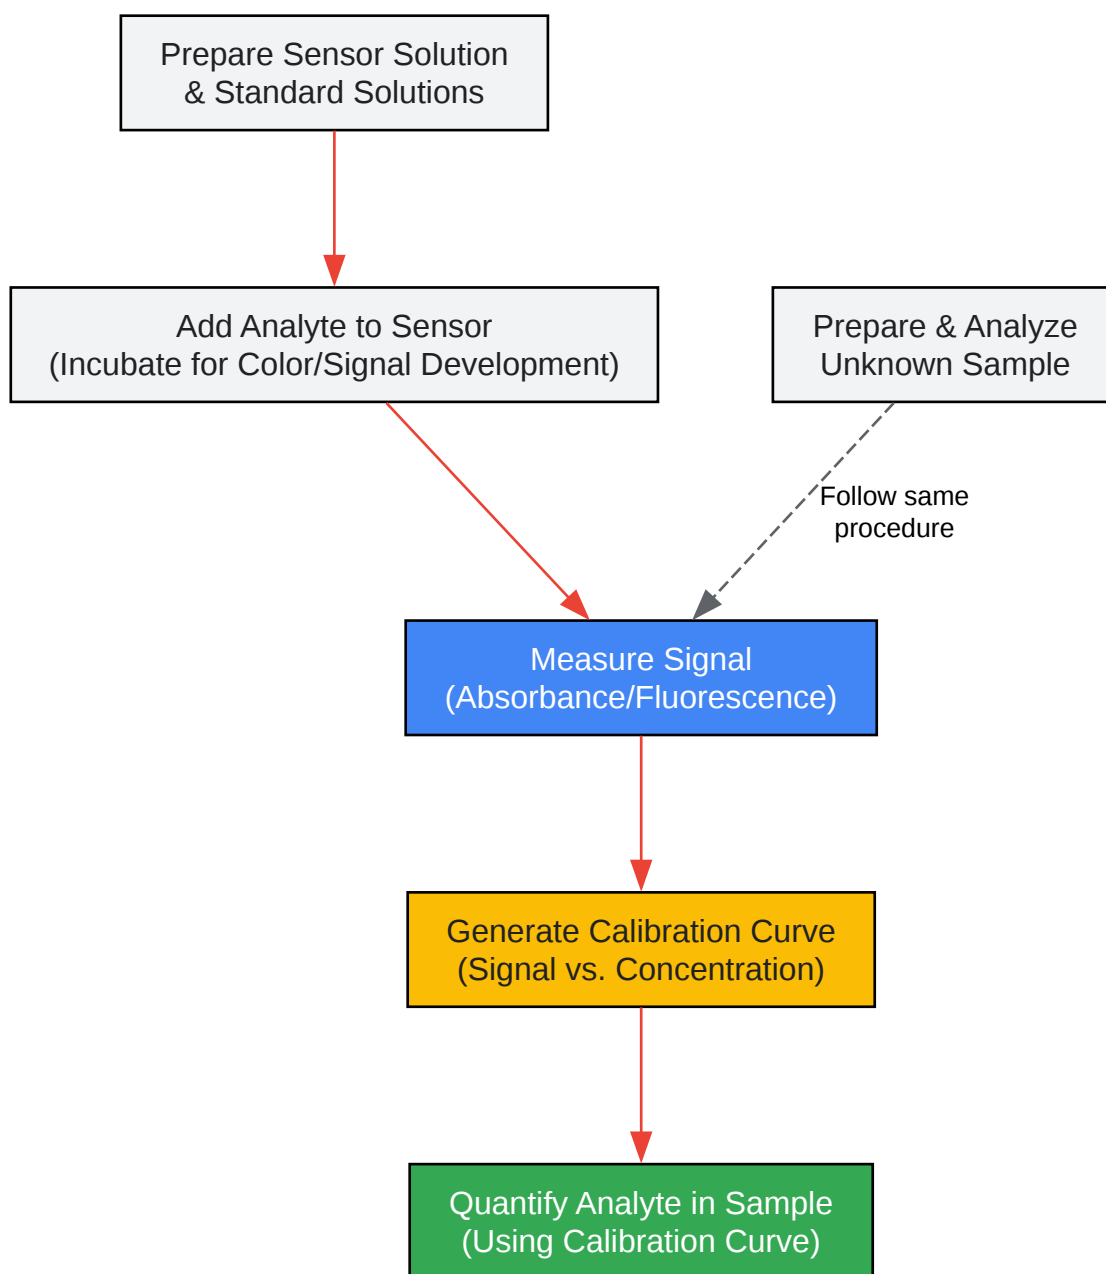 Prepare Sensor Solution
& Standard Solutions
Add Analyte to Sensor
(Incubate for Color/Signal Development)
Prepare & Analyze
Unknown Sample
Follow same
procedure
Measure Signal
(Absorbance/Fluorescence)
Generate Calibration Curve
(Signal vs. Concentration)
Quantify Analyte in Sample
(Using Calibration Curve)